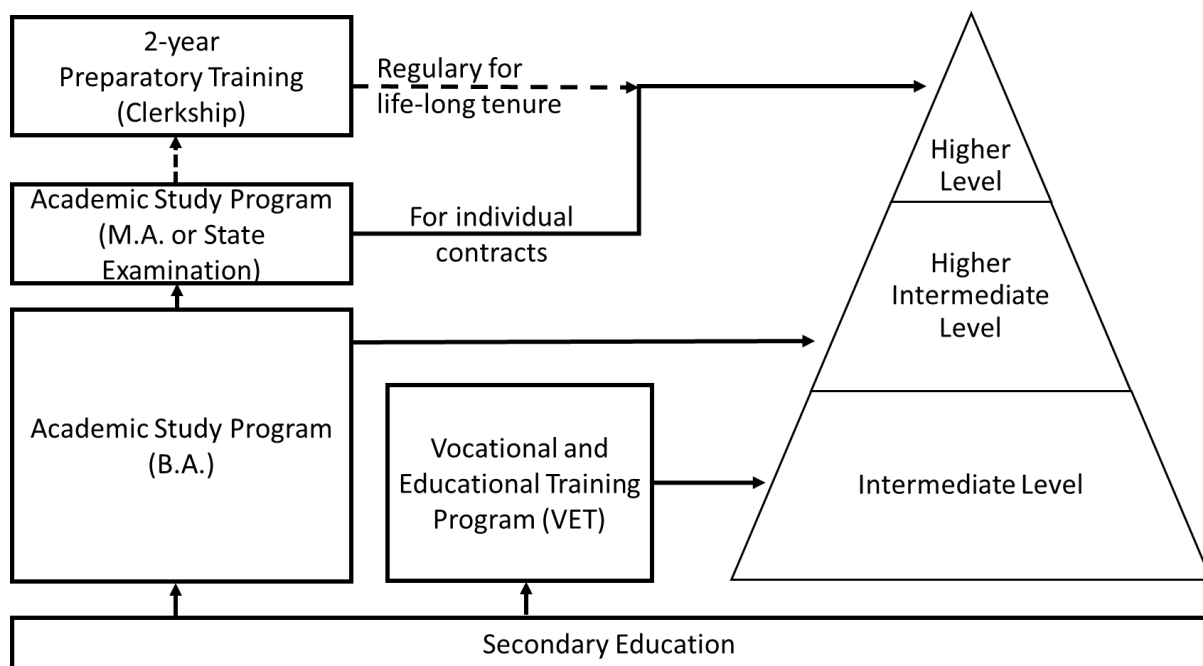 2-year
Preparatory Training
(Clerkship)
Regulary for
life-long tenure
Higher
Level
Academic Study Program
(M.A. or State
Examination)
For individual
contracts
Higher
Intermediate
Level
Academic Study Program
(B.A.)
Vocational and
Educational Training
Program (VET)
Intermediate Level
Secondary Education